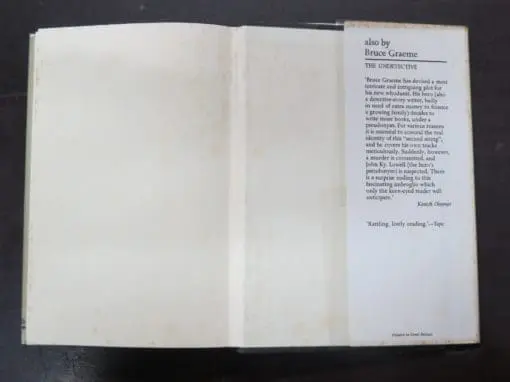 also by
Bruce Graeme
THE UNDETECTIVE
'Bruce Graeme has devised a most
intricate and intriguing plot for
his new whodunit. His hero (also
a detective-story writer, badly
in need of extra money to finance
a growing family) decides to
write more books, under a
pseudonym. For various reasons
it is essential to conceal the real
identity of this "second string",
and he covers his own tracks
meticulously. Suddenly, however,
a murder is committed, and
John Ky. Lowell (the hero's
pseudonym) is suspected. There
is a surprise ending to this
fascinating imbroglio which
only the keen-eyed reader will
anticipate.'
Kentish Observer
'Rattling, lively reading.'—
Printed in Great Britain